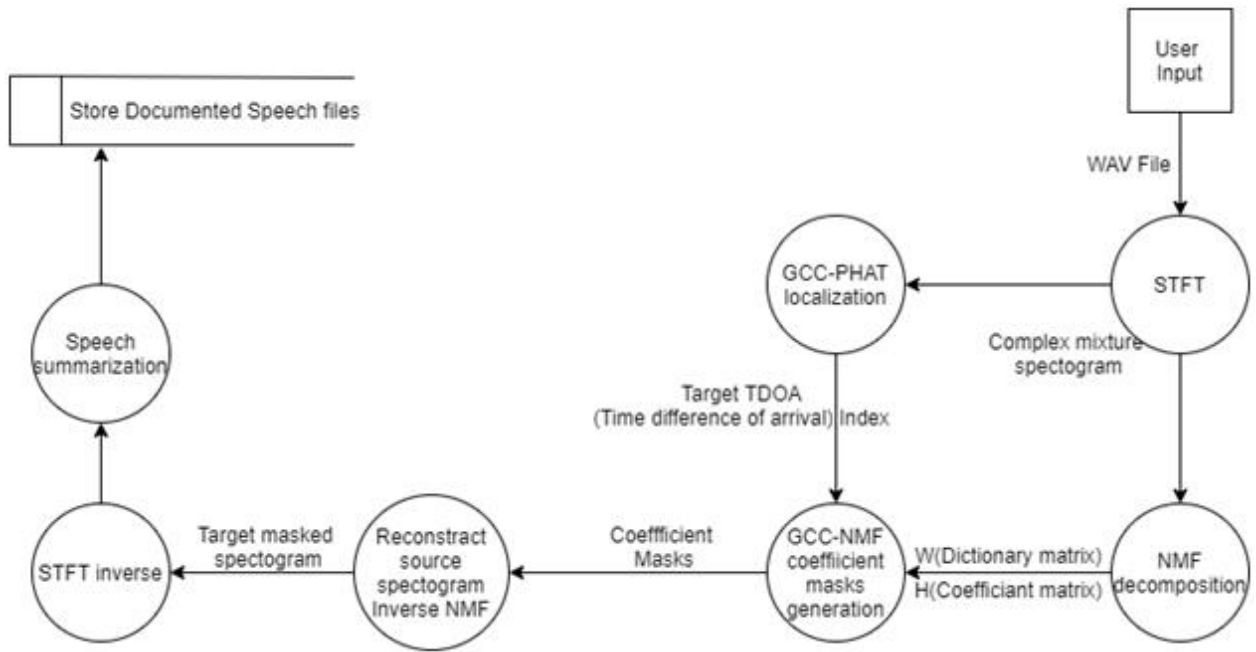 User
Input
Store Documented Speech files
WAV File
GCC-PHAT
localization
STFT
Speech
summarization
Complex mixture
spectogram
Target TDOA
(Time difference of arrival) Index
STFT inverse
Target masked
spectogram
Reconstract
source
spectogram
Inverse NMF
Coeffficient
Masks
GCC-NMF
coeffiicient
masks
generation
W(Dictionary matrix)
H(Coefficiant matrix)
NMF
decomposition